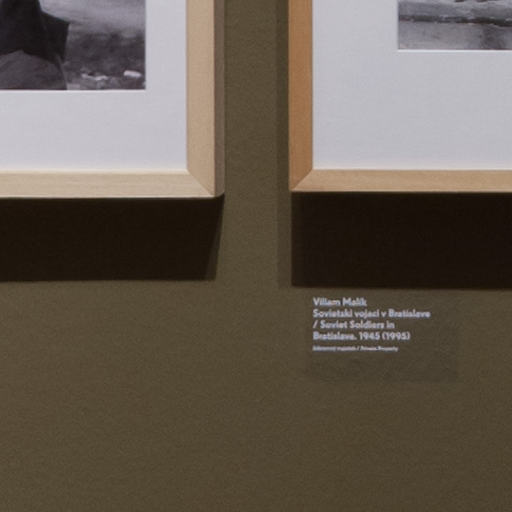 Viliam Malík
Sovietski vojaci v Bratislave
/ Soviet Soldiers in
Bratislava. 1945 (1995)
Súkromný majetok / Private Property